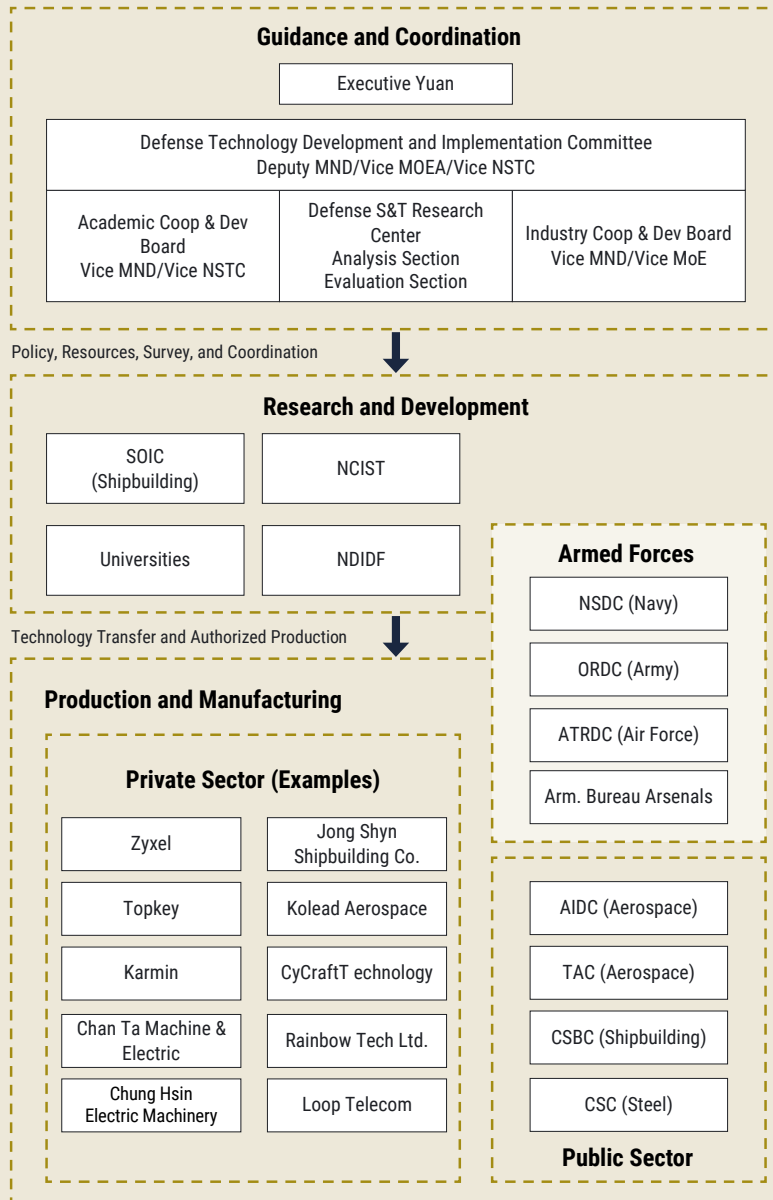 Guidance and Coordination
Executive Yuan
Defense Technology Development and Implementation Committee
Deputy MND/Vice MOEA/Vice NSTC
Academic Coop & Dev
Board
Vice MND/Vice NSTC
Defense S&T Research
Center
Analysis Section
Evaluation Section
Industry Coop & Dev Board
Vice MND/Vice MoE
Policy, Resources, Survey, and Coordination
Research and Development
SOIC
(Shipbuilding)
NCIST
Universities
NDIDF
Technology Transfer and Authorized Production
Armed Forces
NSDC (Navy)
ORDC (Army)
ATRDC (Air Force)
Arm. Bureau Arsenals
Production and Manufacturing
Private Sector (Examples)
Zyxel
Jong Shyn
Shipbuilding Co.
Topkey
Kolead Aerospace
Karmin
CyCraftT echnology
Chan Ta Machine &
Electric
Rainbow Tech Ltd.
Chung Hsin
Electric Machinery
Loop Telecom
AIDC (Aerospace)
TAC (Aerospace)
CSBC (Shipbuilding)
CSC (Steel)
Public Sector